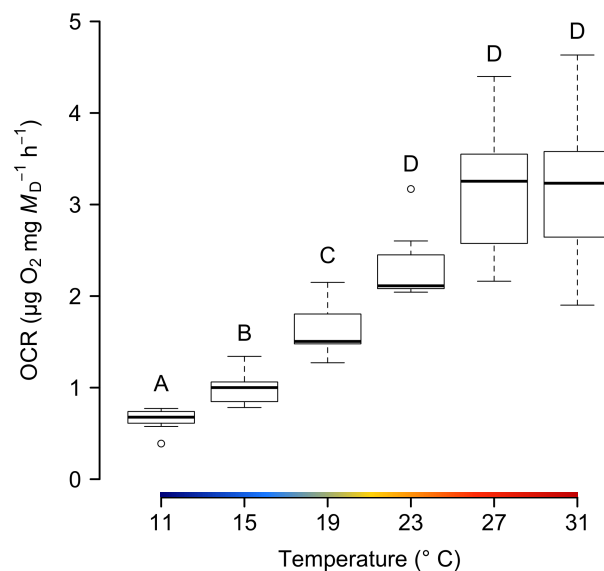 OCR (µg O₂ mg M_D⁻¹ h⁻¹)
5
4
3
2
1
0
A
B
C
D
D
D
11 15 19 23 27 31
Temperature (° C)